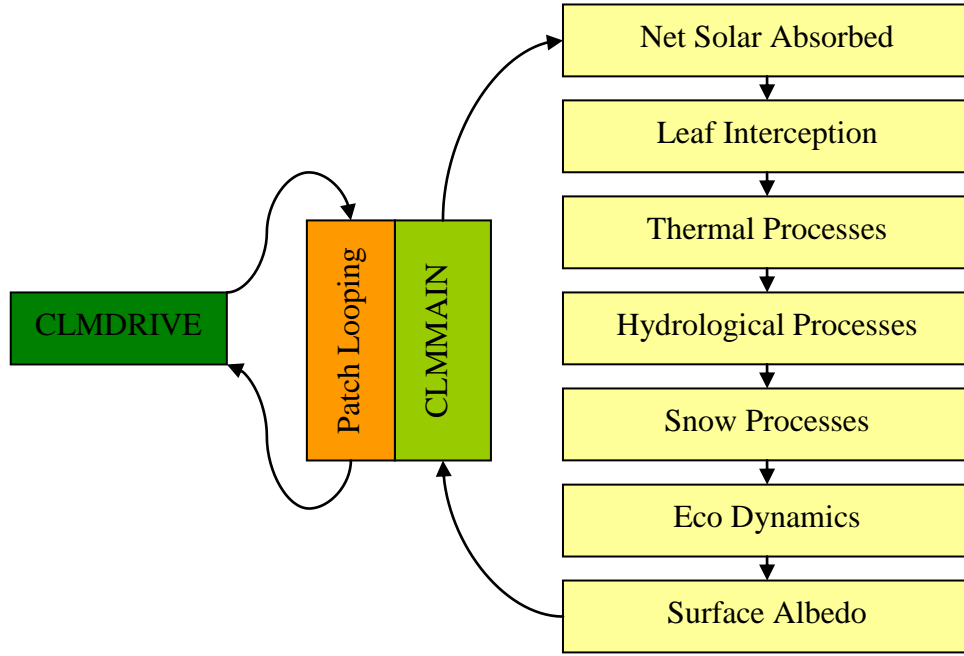 CLMDRIVE
Patch Looping
CLMMAIN
Net Solar Absorbed
Leaf Interception
Thermal Processes
Hydrological Processes
Snow Processes
Eco Dynamics
Surface Albedo